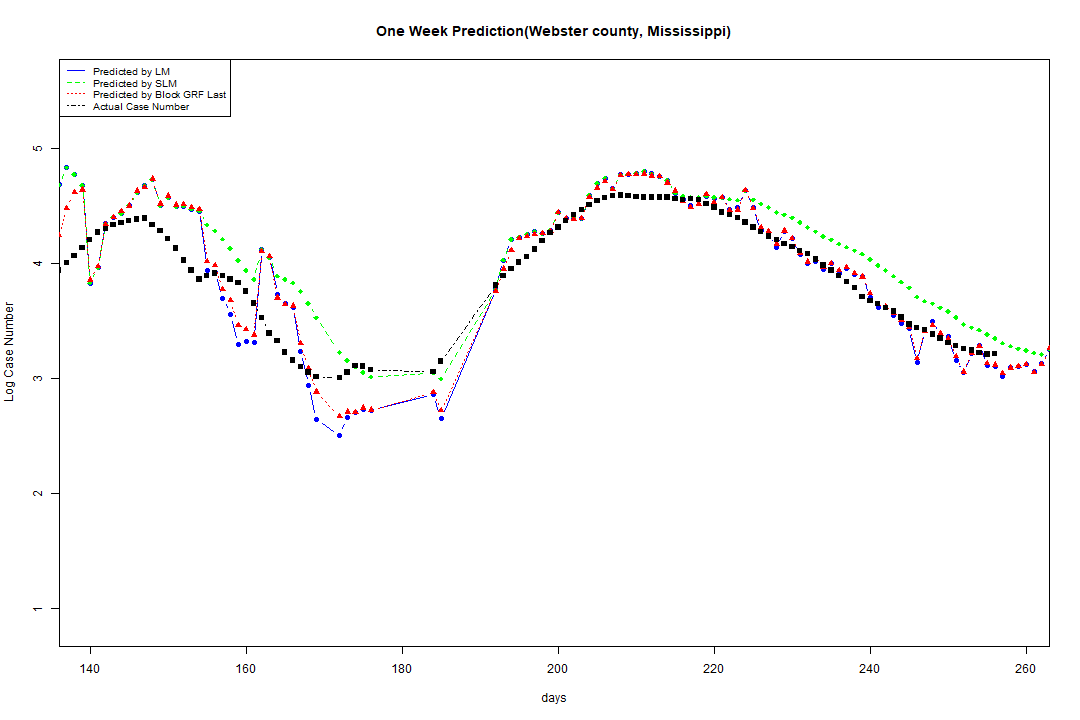 One Week Prediction(Webster county, Mississippi)
Predicted by LM
Predicted by SLM
Predicted by Block GRF Last
Actual Case Number
5
4
3
2
1
Log Case Number
140 160 180 200 220 240 260
days